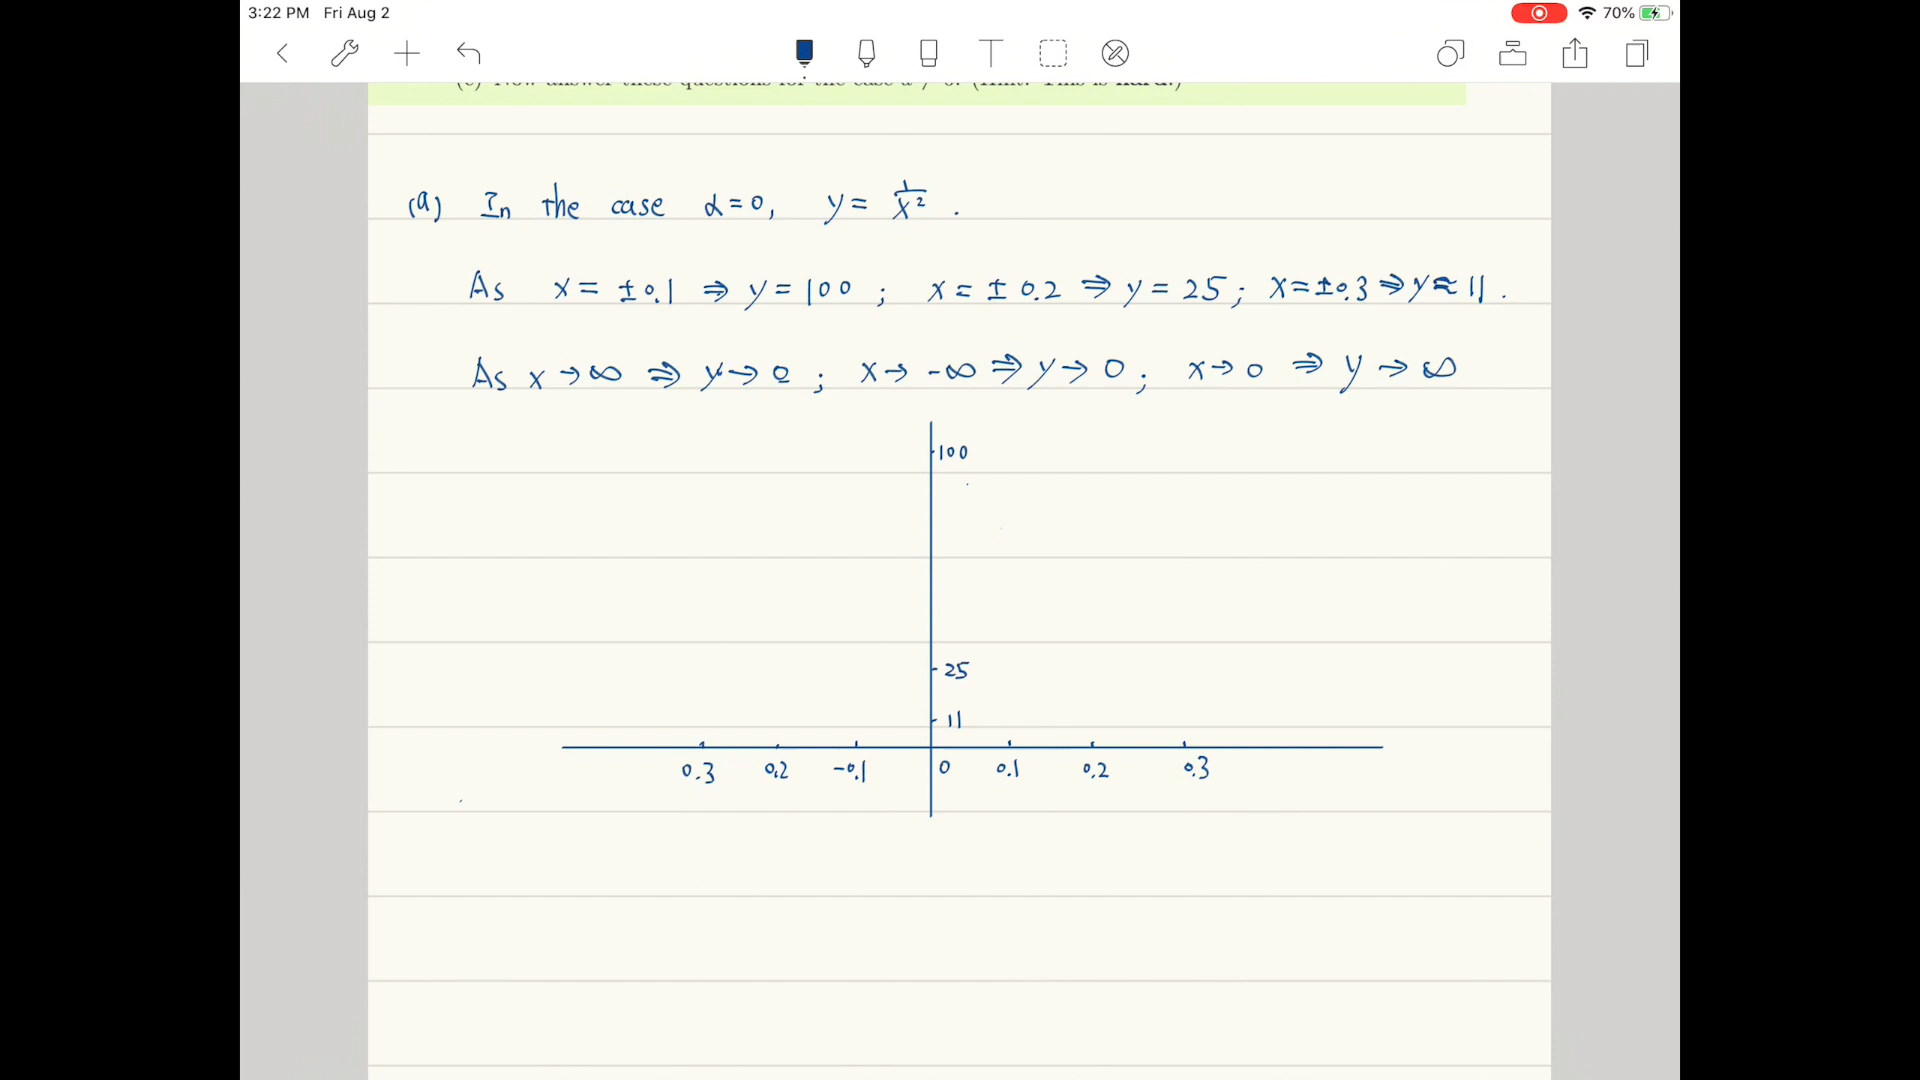 3:22 PM Fri Aug 2 70%
(a) In the case α=0, y = 1/x² .
As x = ±0.1 ⇒ y = 100 ; x = ± 0.2 ⇒ y = 25 ; x=±0.3 ⇒ y≈ 11 .
As x → ∞ ⇒ y → 0 ; x → -∞ ⇒ y → 0 ; x → 0 ⇒ y → ∞
100
25
11
0.3 0.2 -0.1 0 0.1 0.2 0.3